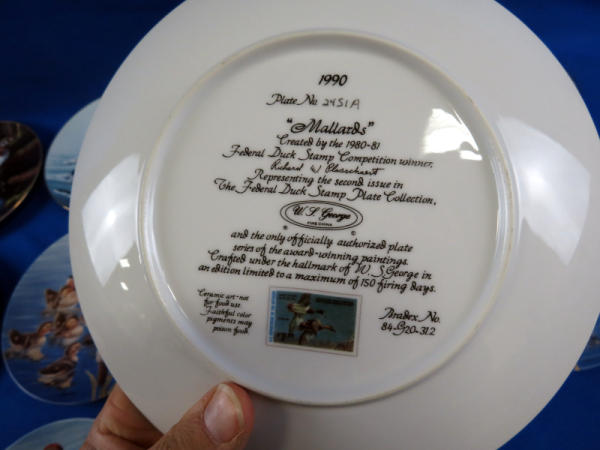 1990
Plate No. 2451A
"Mallards"
Created by the 1980-81
Federal Duck Stamp Competition winner,
Richard W
Representing the second issue in
The Federal Duck Stamp Plate Collection,
W. S. George
FINE CHINA
and the only officially authorized plate
series of the award-winning paintings.
Crafted under the hallmark of W. S. George in
an edition limited to a maximum of 150 firing days.
Ceramic art-not
for food use.
Faithful color
pigments may
poison food.
Bradex No.
84-G20-31.2